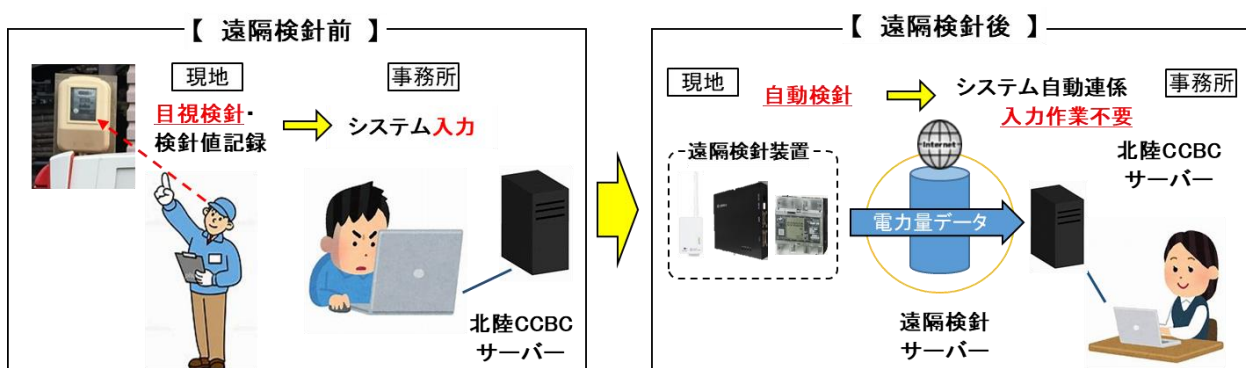 【 遠隔検針前 】
現地
事務所
目視検針・
検針値記録
システム入力
北陸CCBC
サーバー
【 遠隔検針後 】
現地
自動検針
システム自動連係
入力作業不要
事務所
遠隔検針装置
Internet
北陸CCBC
サーバー
電力量データ
遠隔検針
サーバー